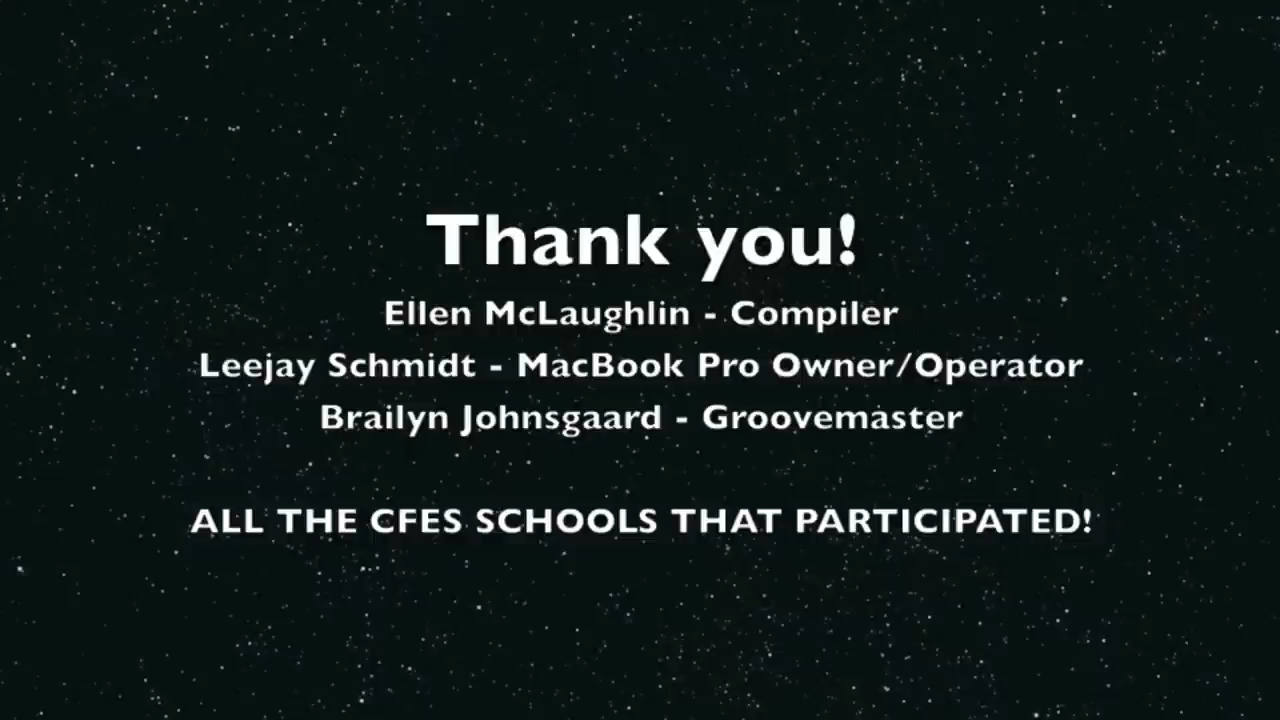 Thank you!
Ellen McLaughlin - Compiler
Leejay Schmidt - MacBook Pro Owner/Operator
Brailyn Johnsgaard - Groovemaster
ALL THE CFES SCHOOLS THAT PARTICIPATED!